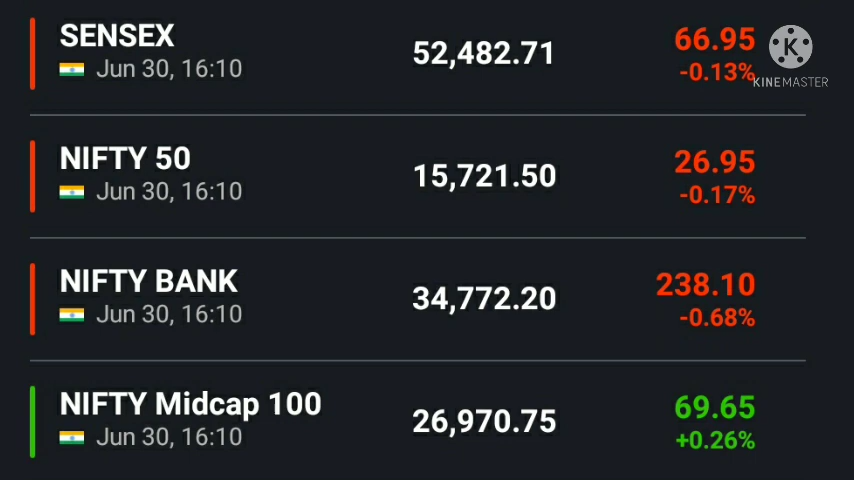 SENSEX
52,482.71
66.95
Jun 30, 16:10
-0.13%
K
KINEMASTER
NIFTY 50
15,721.50
26.95
Jun 30, 16:10
-0.17%
NIFTY BANK
34,772.20
238.10
Jun 30, 16:10
-0.68%
NIFTY Midcap 100
26,970.75
69.65
Jun 30, 16:10
+0.26%